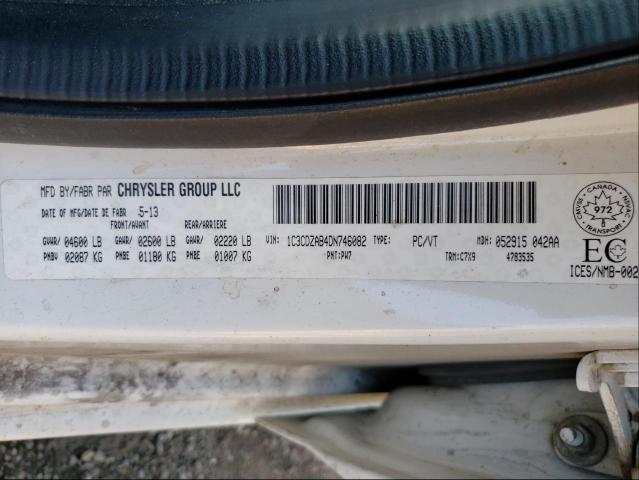 MFD BY/FABR PAR CHRYSLER GROUP LLC
DATE OF MFG/DATE DE FABR 5-13
FRONT/AVANT REAR/ARRIERE
GVWR/ 04600 LB GAWR/ 02600 LB GAWR/ 02220 LB
PNBV 02087 KG PNBE 01180 KG PNBE 01007 KG
VIN: 1C3CDZAB4DN746082 TYPE: PC/VT MDH: 052915 042AA
PNT:PW7 TRM:C7X9 4783535
CANADA
972
TRANSPORT
EC
ICES/NMB-002